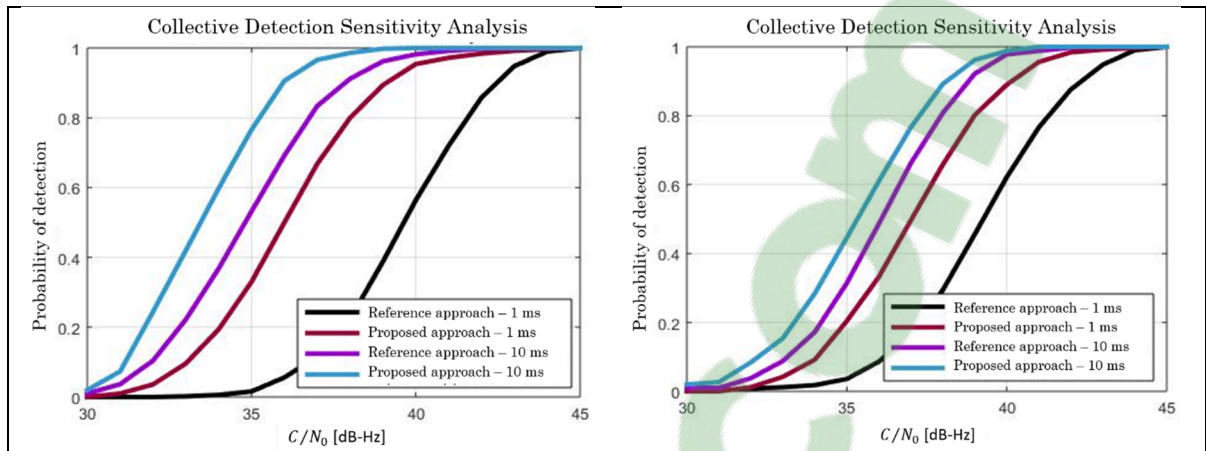 Collective Detection Sensitivity Analysis
1
0.8
0.6
0.4
0.2
0
Probability of detection
Reference approach – 1 ms
Proposed approach – 1 ms
Reference approach – 10 ms
Proposed approach – 10 ms
30
35
40
45
C/N₀ [dB-Hz]
Collective Detection Sensitivity Analysis
1
0.8
0.6
0.4
0.2
0
Probability of detection
Reference approach – 1 ms
Proposed approach – 1 ms
Reference approach – 10 ms
Proposed approach – 10 ms
30
35
40
45
C/N₀ [dB-Hz]
com